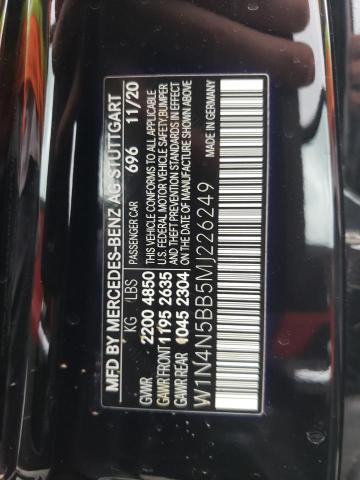 MFD BY MERCEDES-BENZ AG-STUTTGART
KG /LBS PASSENGER CAR 696 11/20
GWR 2200 4850 THIS VEHICLE CONFORMS TO ALL APPLICABLE
GAWR FRONT 1195 2635 U.S. FEDERAL MOTOR VEHICLE SAFETY, BUMPER
GAWR REAR 1045 2304 AND THEFT PREVENTION STANDARDS IN EFFECT
ON THE DATE OF MANUFACTURE SHOWN ABOVE
W1N4N5BB5MJ226249 MADE IN GERMANY